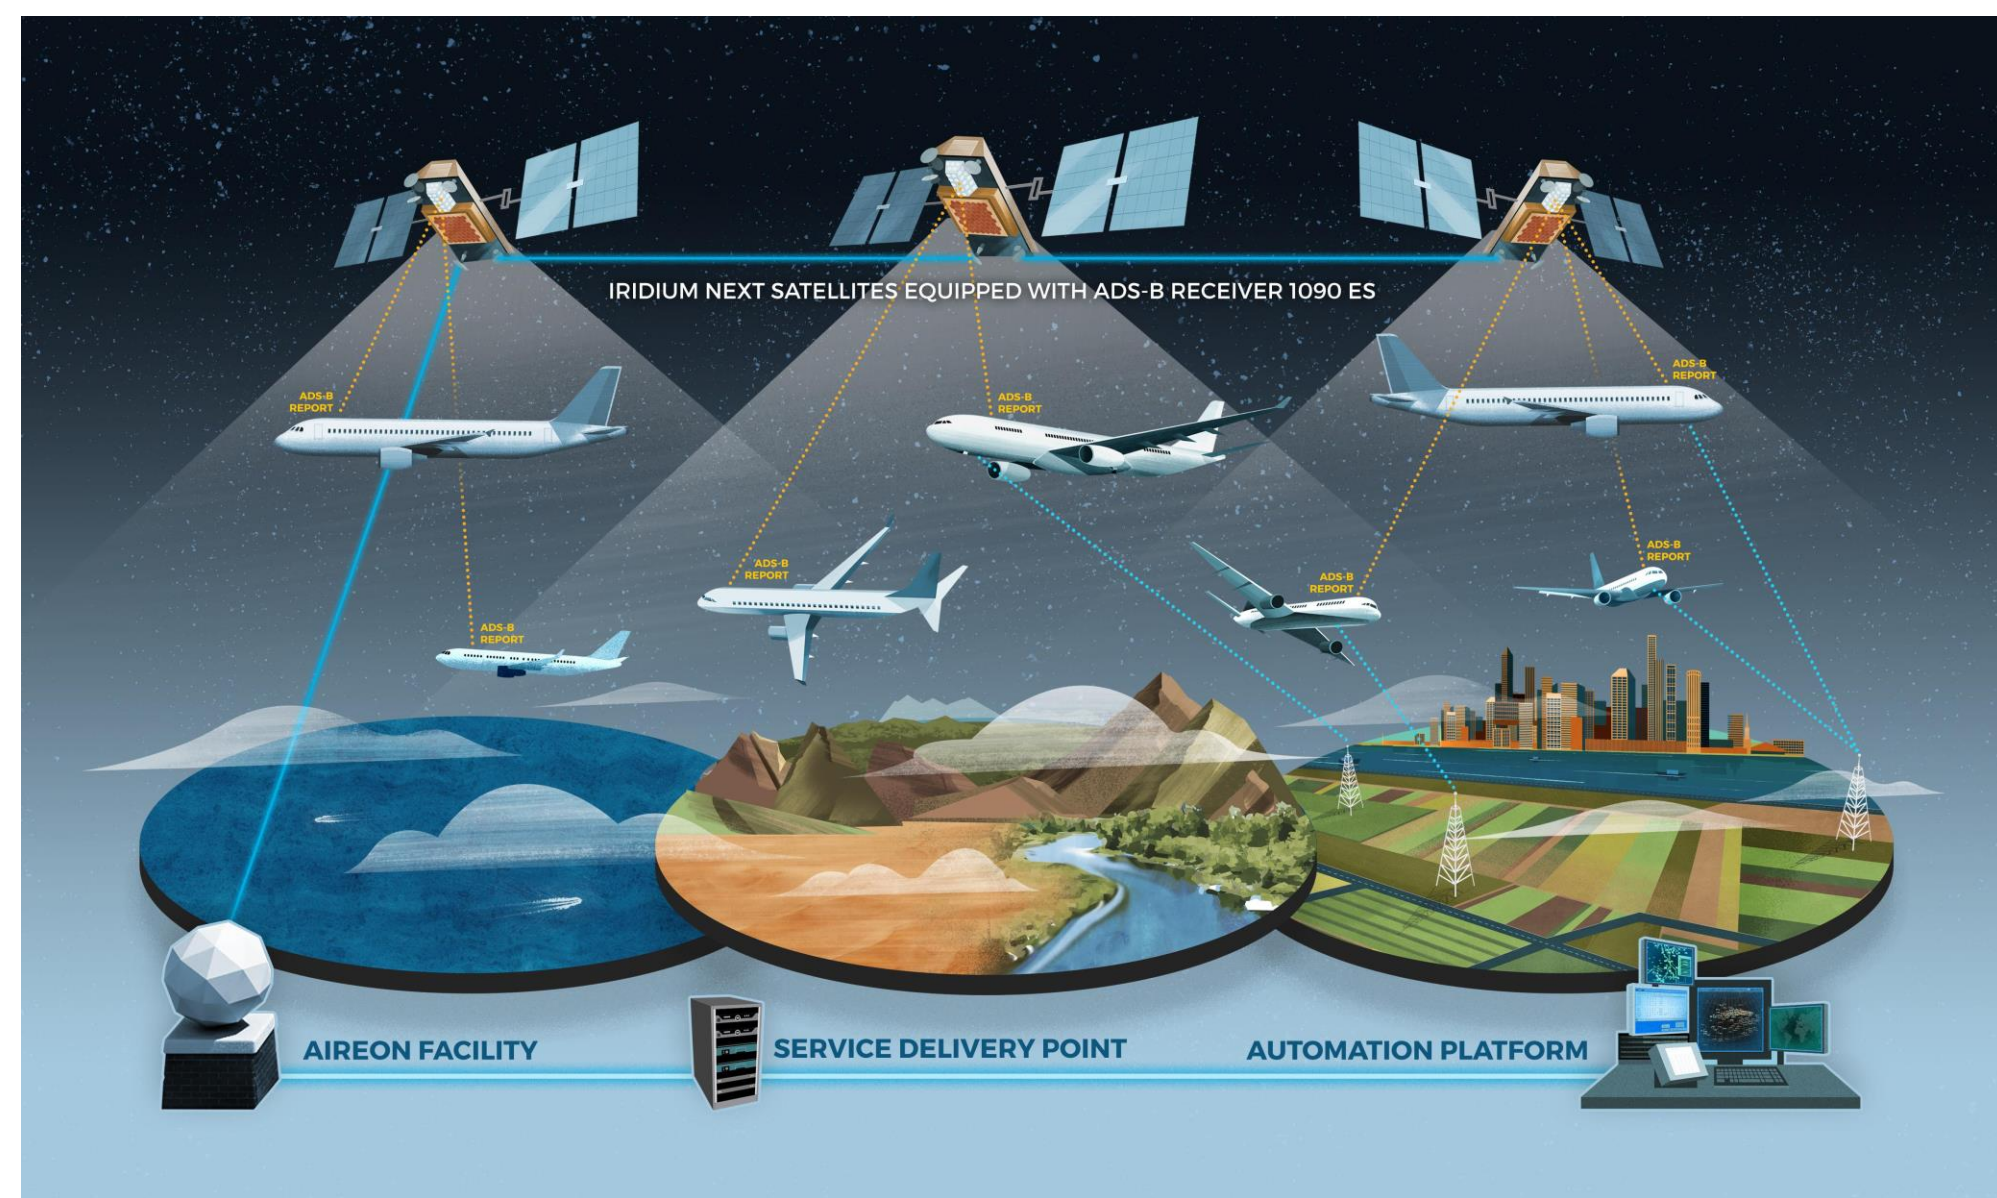 IRIDIUM NEXT SATELLITES EQUIPPED WITH ADS-B RECEIVER 1090 ES
ADS-B
REPORT
ADS-B
REPORT
ADS-B
REPORT
ADS-B
REPORT
ADS-B
REPORT
ADS-B
REPORT
ADS-B
REPORT
AIREON FACILITY
SERVICE DELIVERY POINT
AUTOMATION PLATFORM